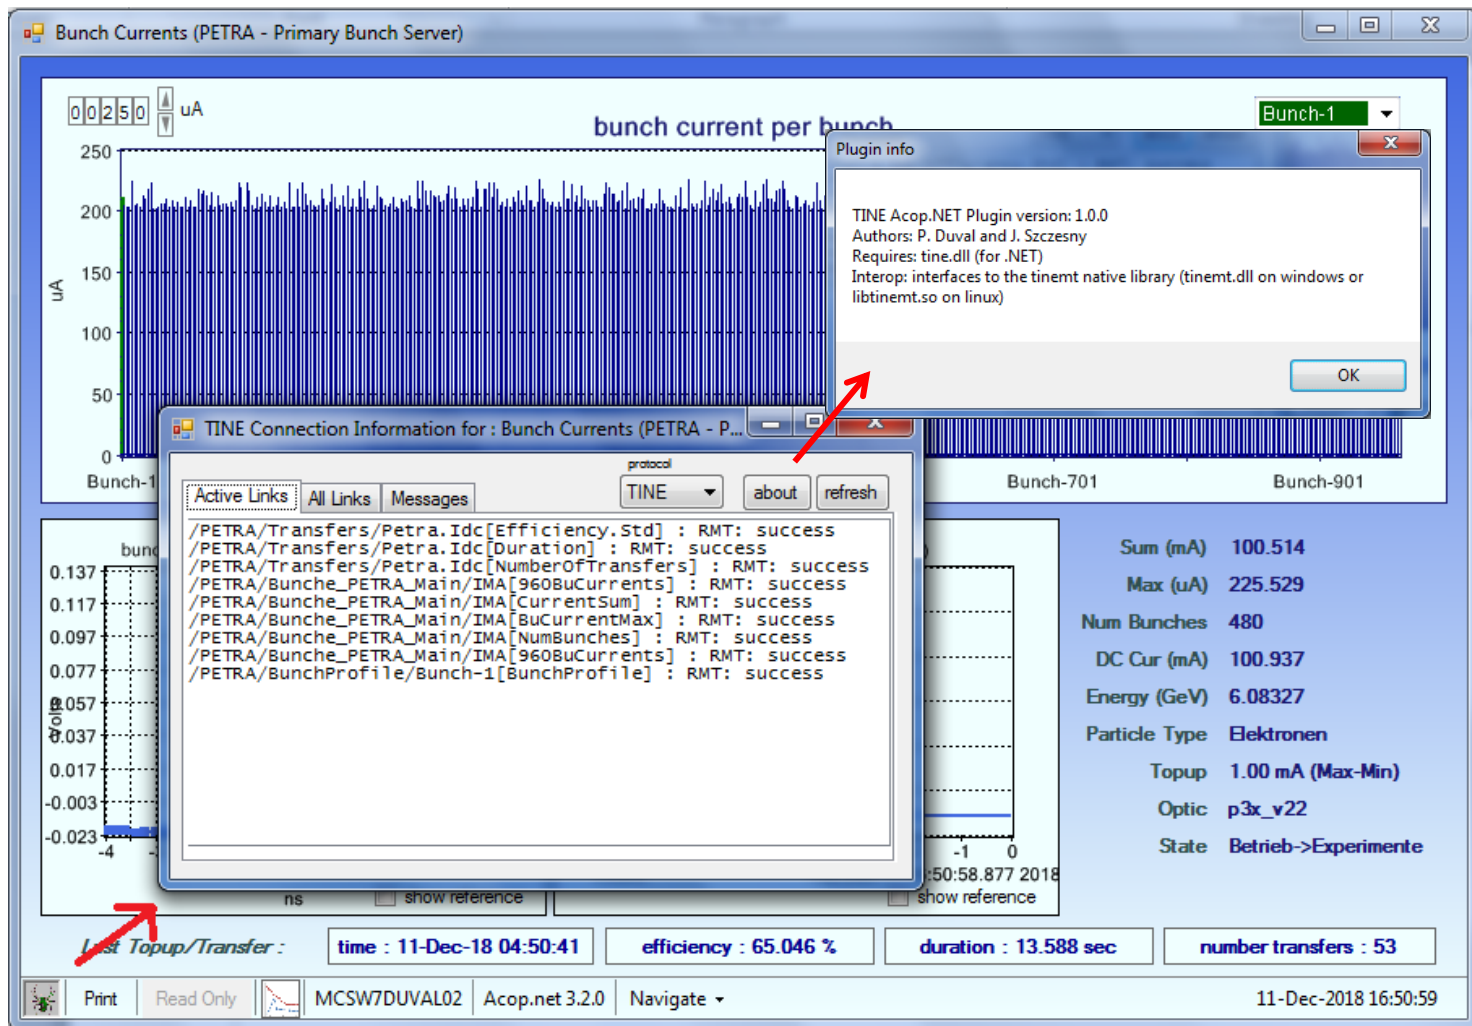 Bunch Currents (PETRA - Primary Bunch Server)
00250 uA
bunch current per bunch
Bunch-1
250
200
150
100
50
0
uA
Bunch-1
Bunch-701
Bunch-901
Plugin info
TINE Acop.NET Plugin version: 1.0.0
Authors: P. Duval and J. Szczesny
Requires: tine.dll (for .NET)
Interop: interfaces to the tinemt native library (tinemt.dll on windows or
libtinemt.so on linux)
OK
TINE Connection Information for : Bunch Currents (PETRA - P...
protocol
Active Links
All Links
Messages
TINE
about
refresh
/PETRA/Transfers/Petra.Idc[Efficiency.Std] : RMT: success
/PETRA/Transfers/Petra.Idc[Duration] : RMT: success
/PETRA/Transfers/Petra.Idc[NumberOfTransfers] : RMT: success
/PETRA/Bunche_PETRA_Main/IMA[960BuCurrents] : RMT: success
/PETRA/Bunche_PETRA_Main/IMA[CurrentSum] : RMT: success
/PETRA/Bunche_PETRA_Main/IMA[BuCurrentMax] : RMT: success
/PETRA/Bunche_PETRA_Main/IMA[NumBunches] : RMT: success
/PETRA/Bunche_PETRA_Main/IMA[960BuCurrents] : RMT: success
/PETRA/BunchProfile/Bunch-1[BunchProfile] : RMT: success
bunc
0.137
0.117
0.097
0.077
0.057
0.037
0.017
-0.003
-0.023
Volts
-4
ns
show reference
-1
0
:50:58.877 2018
show reference
Sum (mA) 100.514
Max (uA) 225.529
Num Bunches 480
DC Cur (mA) 100.937
Energy (GeV) 6.08327
Particle Type Elektronen
Topup 1.00 mA (Max-Min)
Optic p3x_v22
State Betrieb->Experimente
Last Topup/Transfer :
time : 11-Dec-18 04:50:41
efficiency : 65.046 %
duration : 13.588 sec
number transfers : 53
Print
Read Only
MCSW7DUVAL02
Acop.net 3.2.0
Navigate
11-Dec-2018 16:50:59